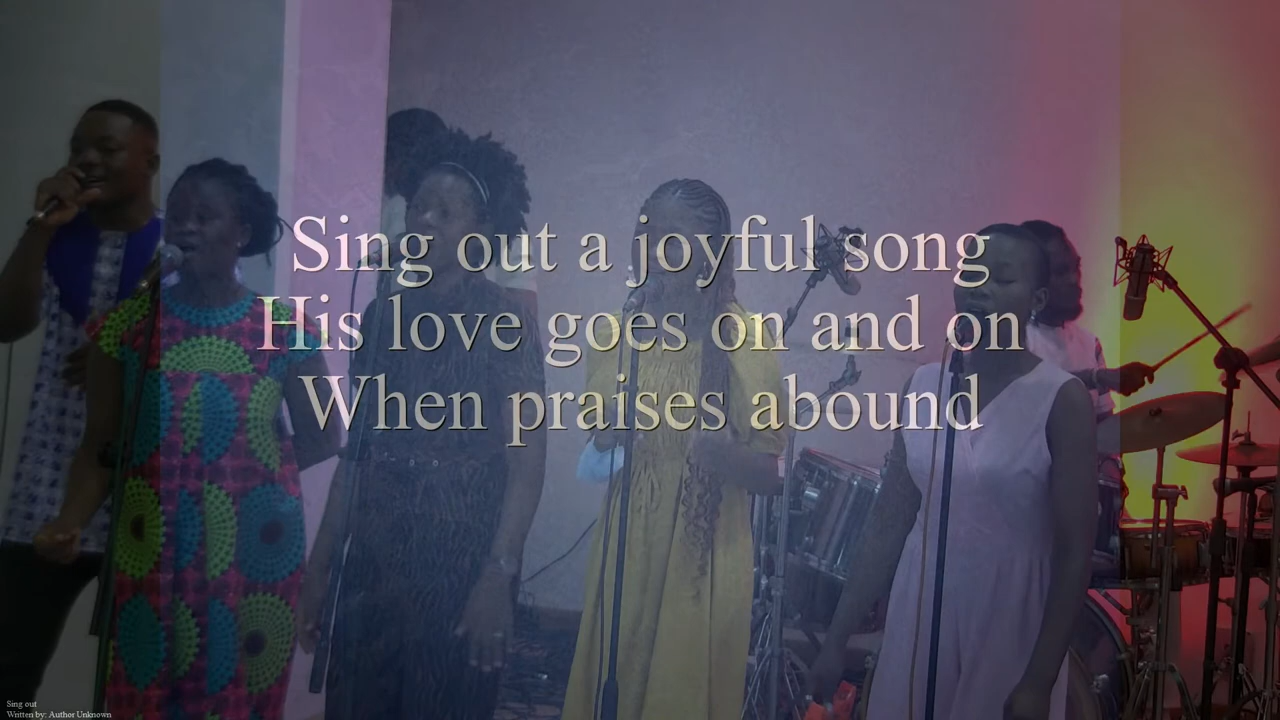 Sing out a joyful song
His love goes on and on
When praises abound
Sing out
Written by: Author Unknown